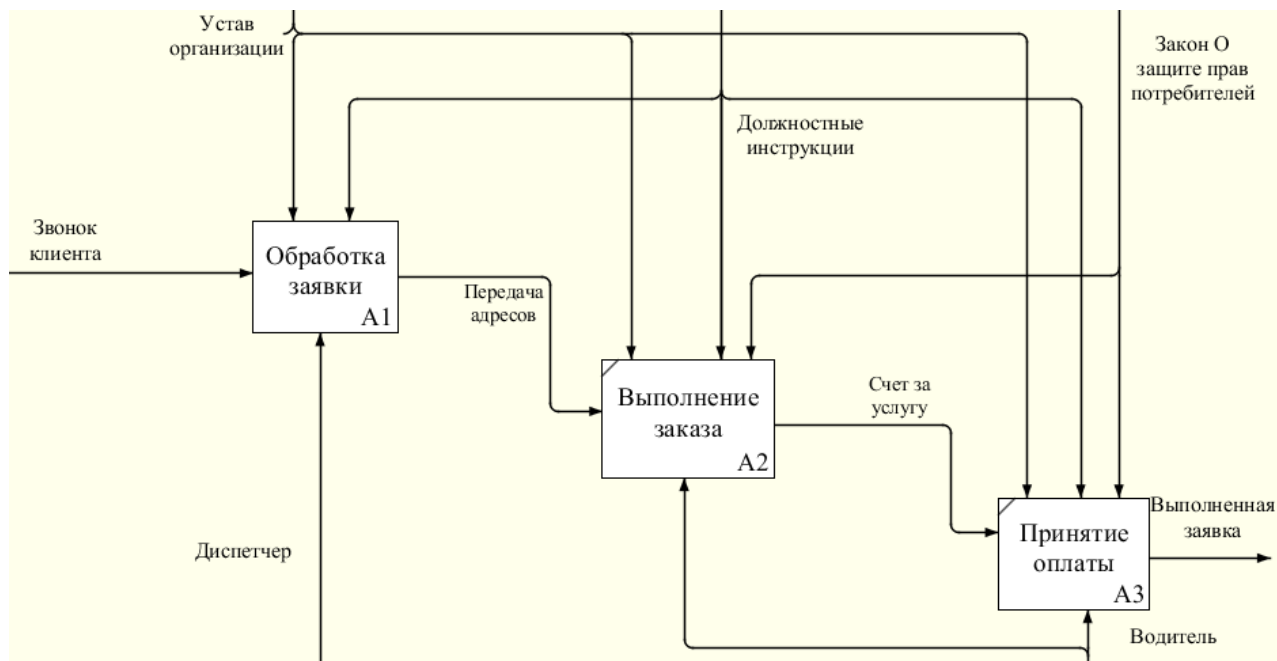 Устав
организации
Закон О
защите прав
потребителей
Должностные
инструкции
Звонок
клиента
Обработка
заявки
A1
Передача
адресов
Выполнение
заказа
A2
Счет за
услугу
Принятие
оплаты
A3
Выполненная
заявка
Диспетчер
Водитель